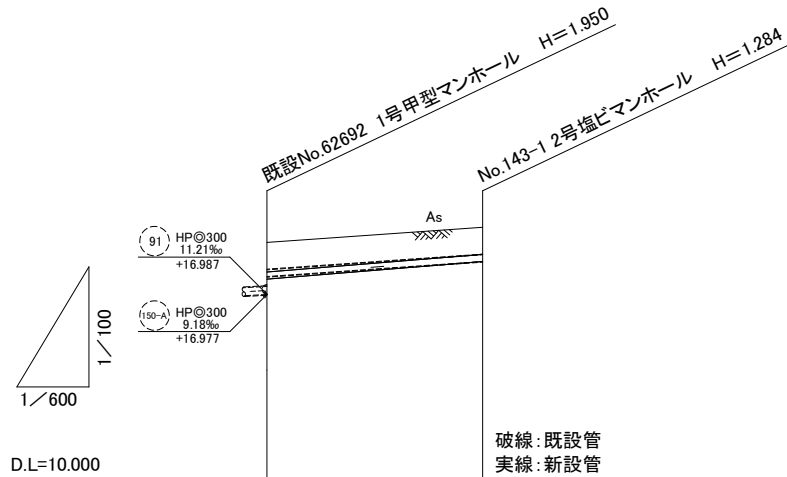 既設No.62692 1号甲型マンホール H＝1.950
No.143-1 2号塩ビマンホール H＝1.284
As
91 HP◎300
11.21‰
+16.987
150-A HP◎300
9.18‰
+16.977
1／100
1／600
破線：既設管
実線：新設管
D.L=10.000